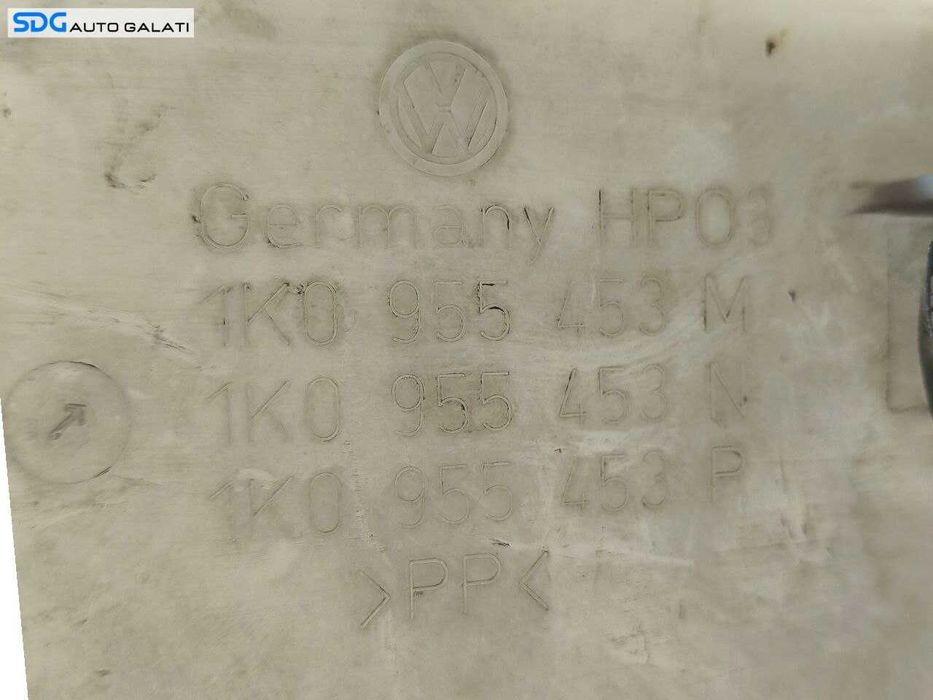 SDG AUTO GALATI
Germany HP03
1K0 955 453 M
1K0 955 453 N
1K0 955 453 P
>PP<